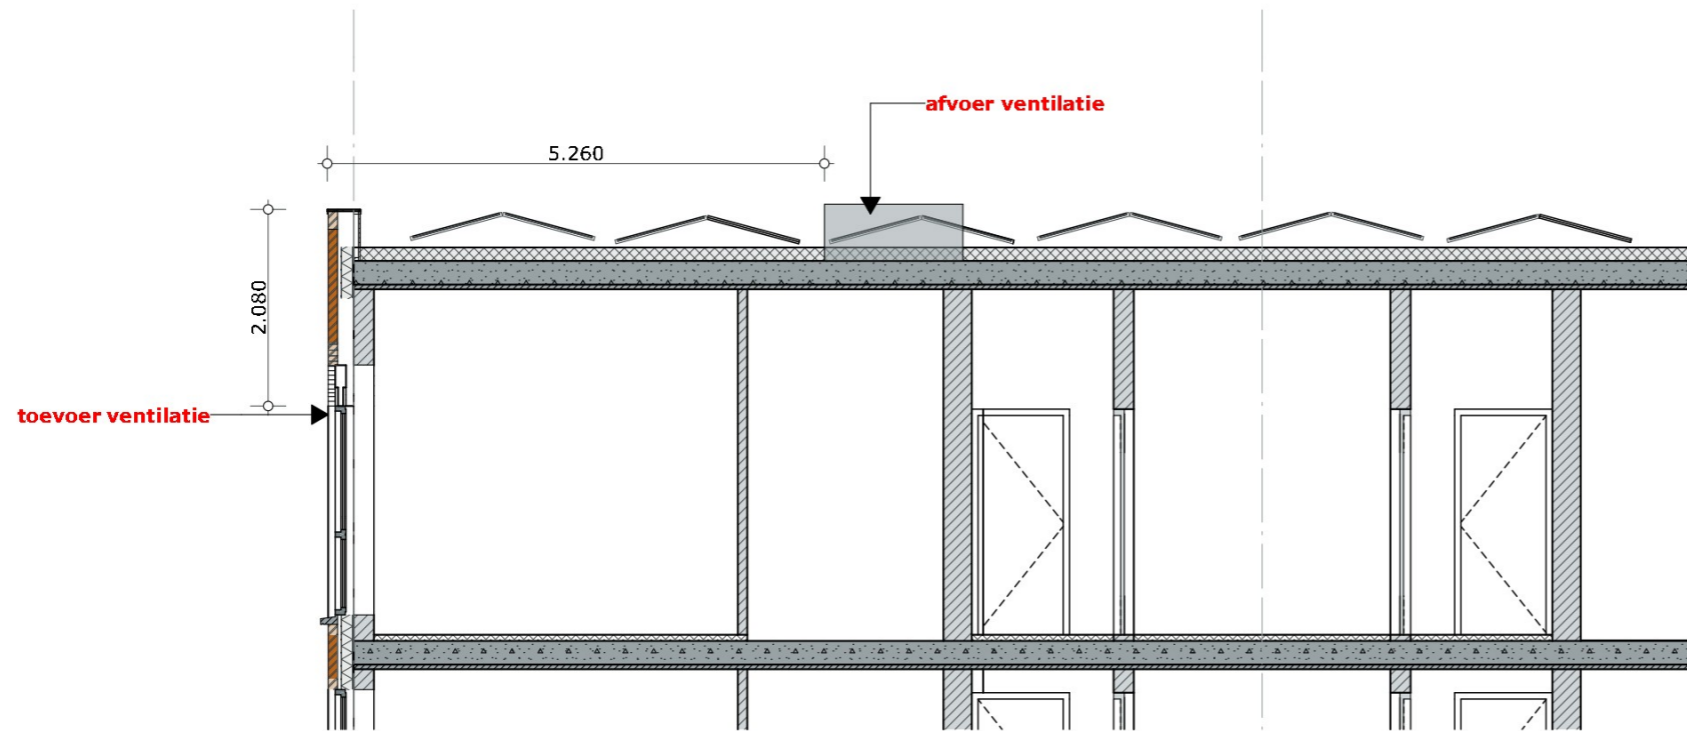 afvoer ventilatie
5.260
2.080
toevoer ventilatie